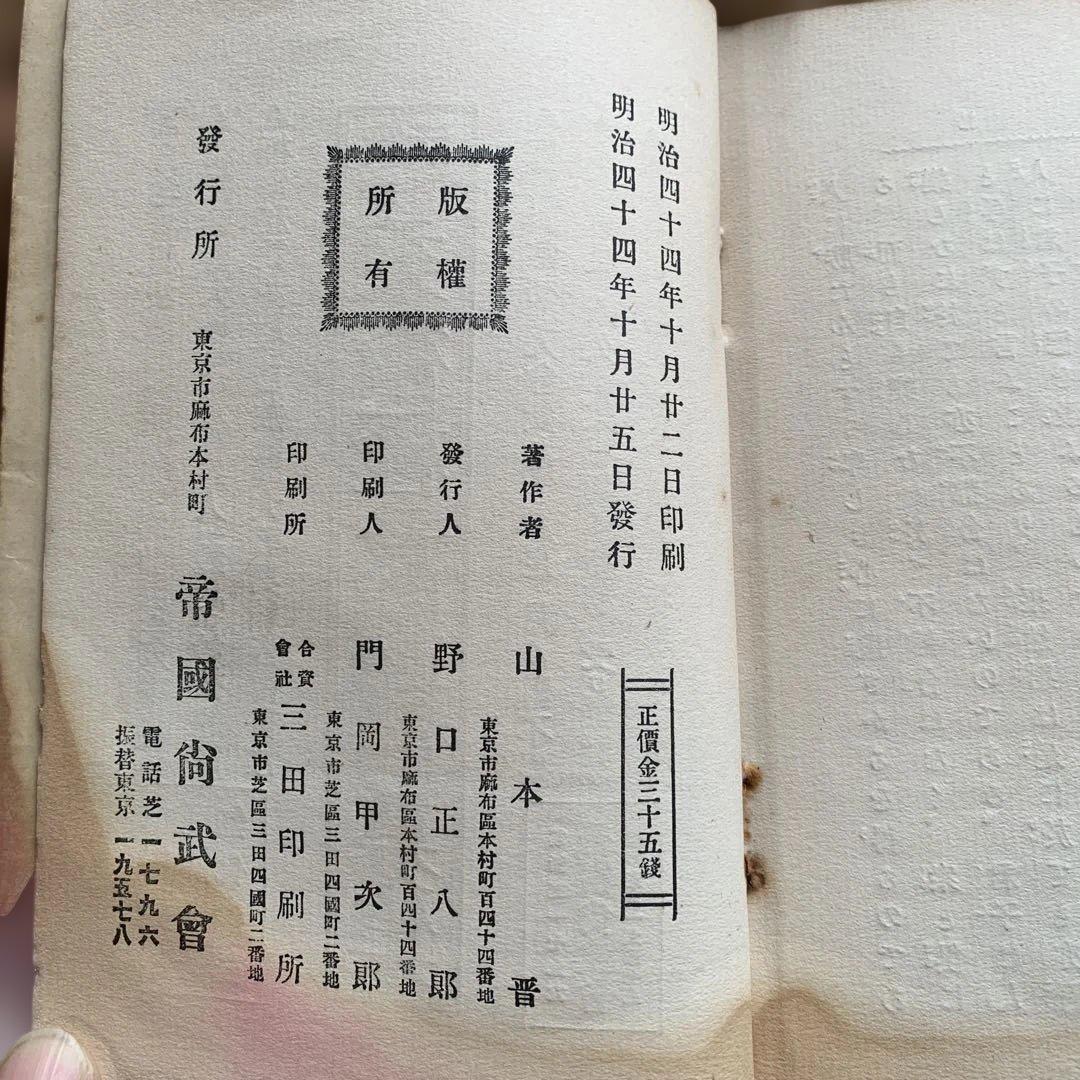 明治四十四年十月廿二日印刷
明治四十四年十月廿五日發行
正價金三十五錢
版權
所有
著作者
東京市麻布區本村町百四十四番地
山本晋
發行人
東京市麻布區本村町百四十四番地
野口正八郞
印刷人
東京市芝區三田四國町二番地
門岡甲次郞
印刷所
東京市芝區三田四國町二番地
合資
會社
三田印刷所
發行所
東京市麻布本村町
帝國尙武會
電話芝一七九六
振替東京一九五七八